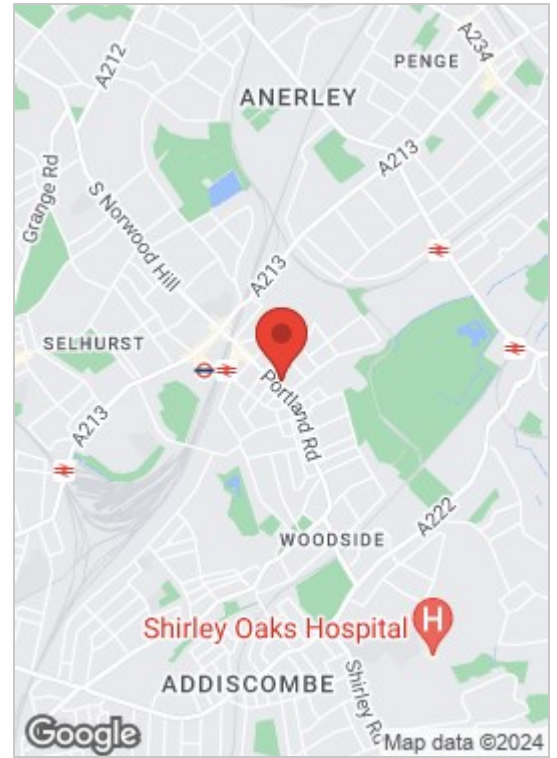 A212
A234
PENGE
ANERLEY
A213
Grange Rd
S Norwood Hill
A213
SELHURST
Portland Rd
A213
A222
WOODSIDE
Shirley Oaks Hospital
H
ADDISCOMBE
Shirley Rd
Google
Map data ©2024